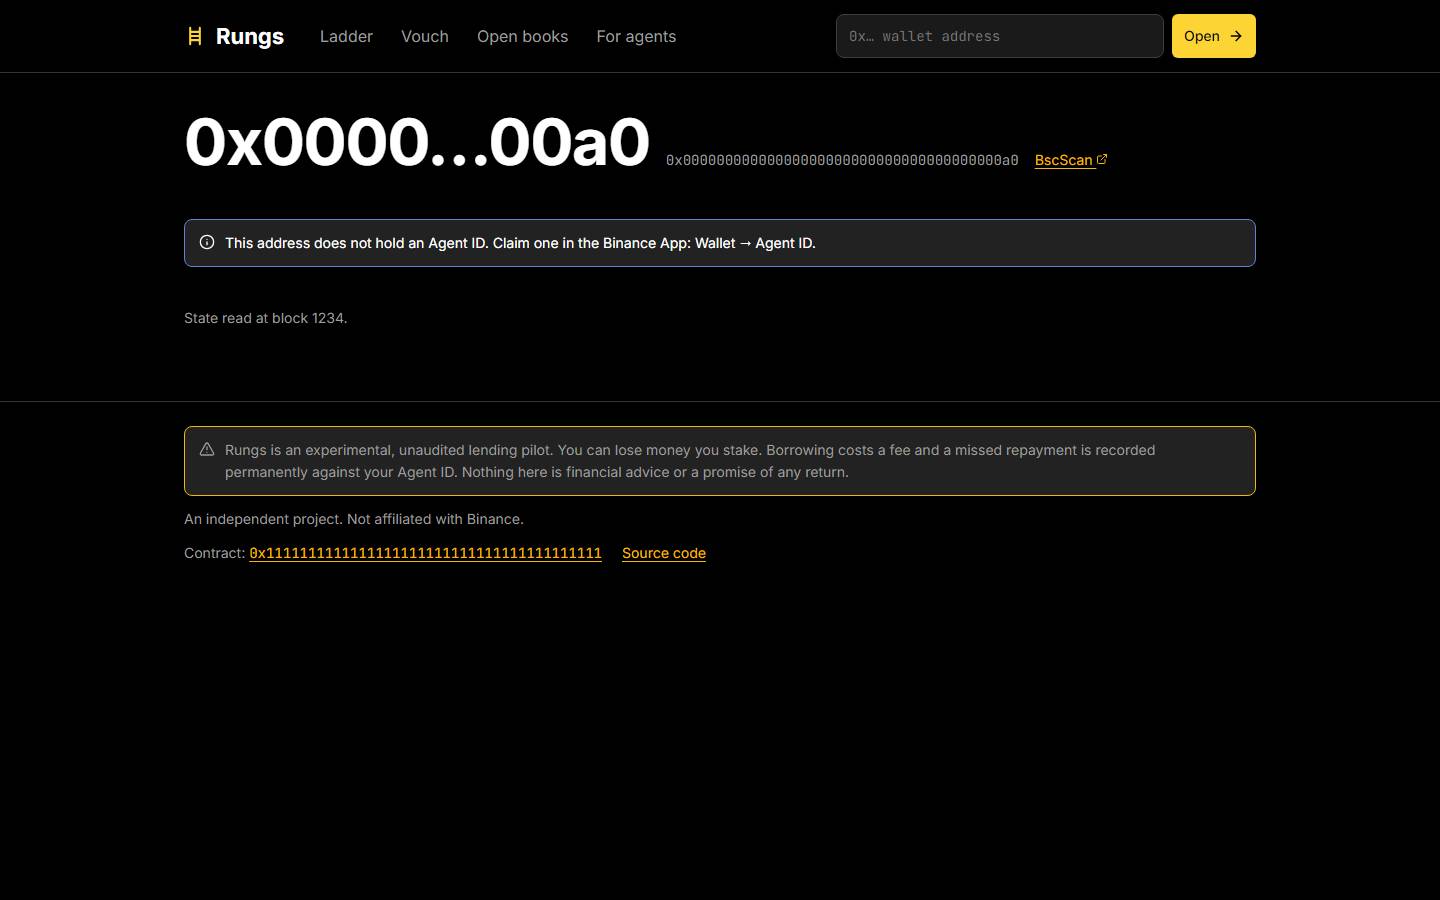 Rungs
Ladder
Vouch
Open books
For agents
0x… wallet address
Open
0x0000…00a0
0x00000000000000000000000000000000000000a0
BscScan
This address does not hold an Agent ID. Claim one in the Binance App: Wallet → Agent ID.
State read at block 1234.
Rungs is an experimental, unaudited lending pilot. You can lose money you stake. Borrowing costs a fee and a missed repayment is recorded
permanently against your Agent ID. Nothing here is financial advice or a promise of any return.
An independent project. Not affiliated with Binance.
Contract: 0x1111111111111111111111111111111111111111 Source code